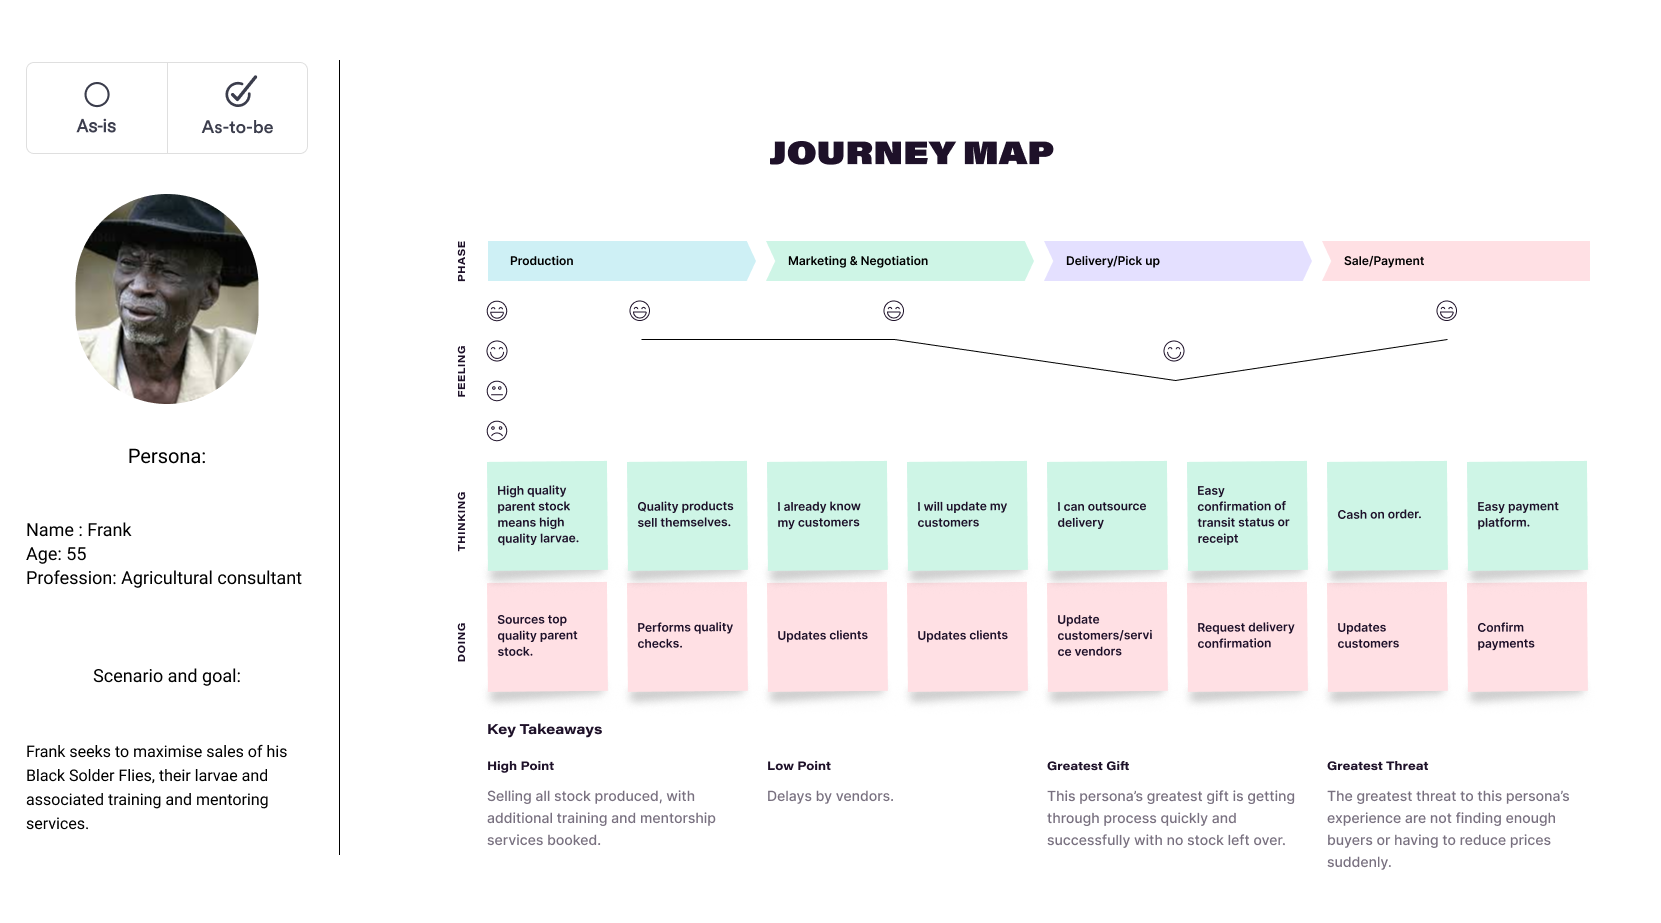 As-is
As-to-be
Persona:
Name : Frank
Age: 55
Profession: Agricultural consultant
Scenario and goal:
Frank seeks to maximise sales of his
Black Solder Flies, their larvae and
associated training and mentoring
services.
JOURNEY MAP
PHASE
Production
Marketing & Negotiation
Delivery/Pick up
Sale/Payment
FEELING
THINKING
High quality
parent stock
means high
quality larvae.
Quality products
sell themselves.
I already know
my customers
I will update my
customers
I can outsource
delivery
Easy
confirmation of
transit status or
receipt
Cash on order.
Easy payment
platform.
DOING
Sources top
quality parent
stock.
Performs quality
checks.
Updates clients
Updates clients
Update
customers/servi
ce vendors
Request delivery
confirmation
Updates
customers
Confirm
payments
Key Takeaways
High Point
Selling all stock produced, with
additional training and mentorship
services booked.
Low Point
Delays by vendors.
Greatest Gift
This persona’s greatest gift is getting
through process quickly and
successfully with no stock left over.
Greatest Threat
The greatest threat to this persona’s
experience are not finding enough
buyers or having to reduce prices
suddenly.